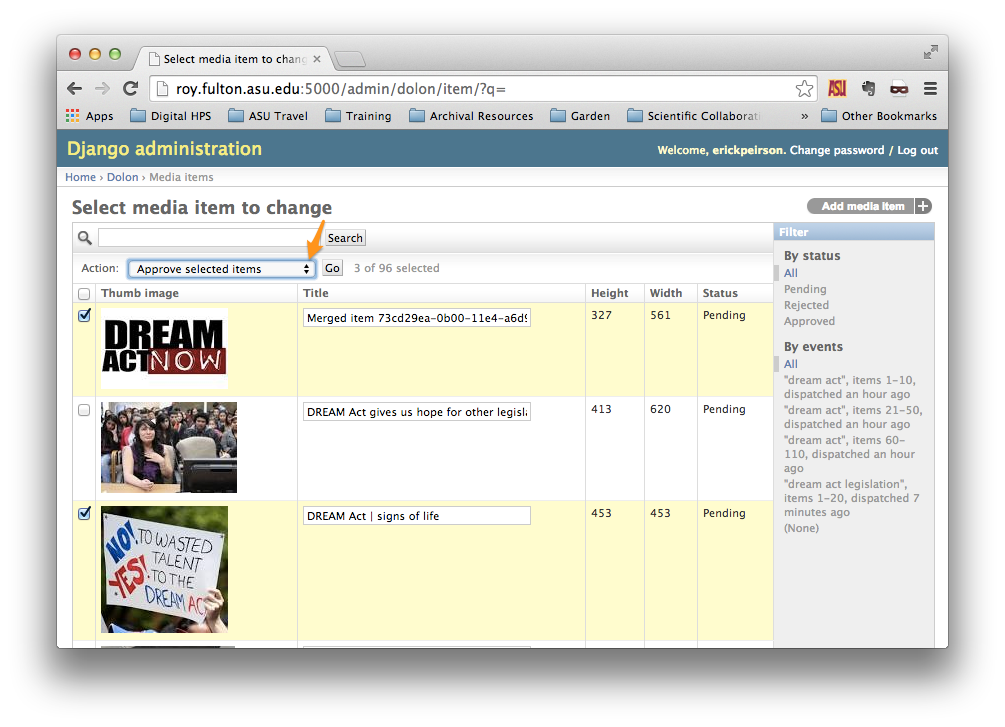 Select media item to chang
roy.fulton.asu.edu:5000/admin/dolon/item/?q=
ASU
Apps Digital HPS ASU Travel Training Archival Resources Garden Scientific Collaborati » Other Bookmarks
Django administration
Welcome, erickpeirson. Change password / Log out
Home › Dolon › Media items
Select media item to change
Add media item +
Search
Action: Approve selected items Go 3 of 96 selected
Thumb image Title Height Width Status
DREAM
ACT NOW
Merged item 73cd29ea-0b00-11e4-a6d9 327 561 Pending
DREAM Act gives us hope for other legisl 413 620 Pending
DREAM Act | signs of life 453 453 Pending
NO! TO WASTED
TALENT
YES! TO THE
DREAM AC
Filter
By status
All
Pending
Rejected
Approved
By events
All
"dream act", items 1-10,
dispatched an hour ago
"dream act", items 21-50,
dispatched an hour ago
"dream act", items 60-
110, dispatched an hour
ago
"dream act legislation",
items 1-20, dispatched 7
minutes ago
(None)